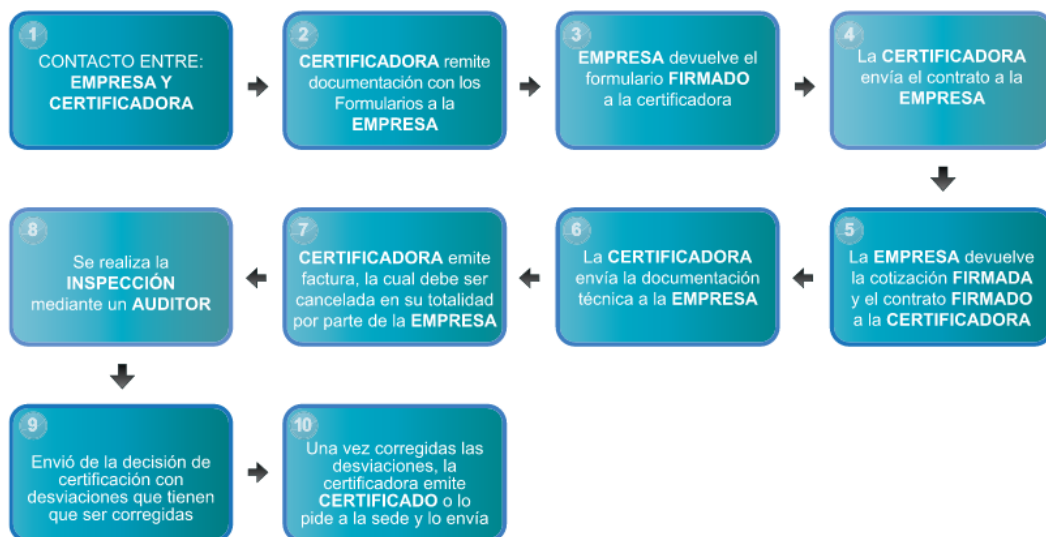 1
CONTACTO ENTRE:
EMPRESA Y
CERTIFICADORA
2
CERTIFICADORA remite
documentación con los
Formularios a la
EMPRESA
3
EMPRESA devuelve el
formulario FIRMADO
a la certificadora
4
La CERTIFICADORA
envía el contrato a la
EMPRESA
5
La EMPRESA devuelve
la cotización FIRMADA
y el contrato FIRMADO
a la CERTIFICADORA
6
La CERTIFICADORA
envía la documentación
técnica a la EMPRESA
7
CERTIFICADORA emite
factura, la cual debe ser
cancelada en su totalidad
por parte de la EMPRESA
8
Se realiza la
INSPECCIÓN
mediante un AUDITOR
9
Envió de la decisión de
certificación con
desviaciones que tienen
que ser corregidas
10
Una vez corregidas las
desviaciones, la
certificadora emite
CERTIFICADO o lo
pide a la sede y lo envía